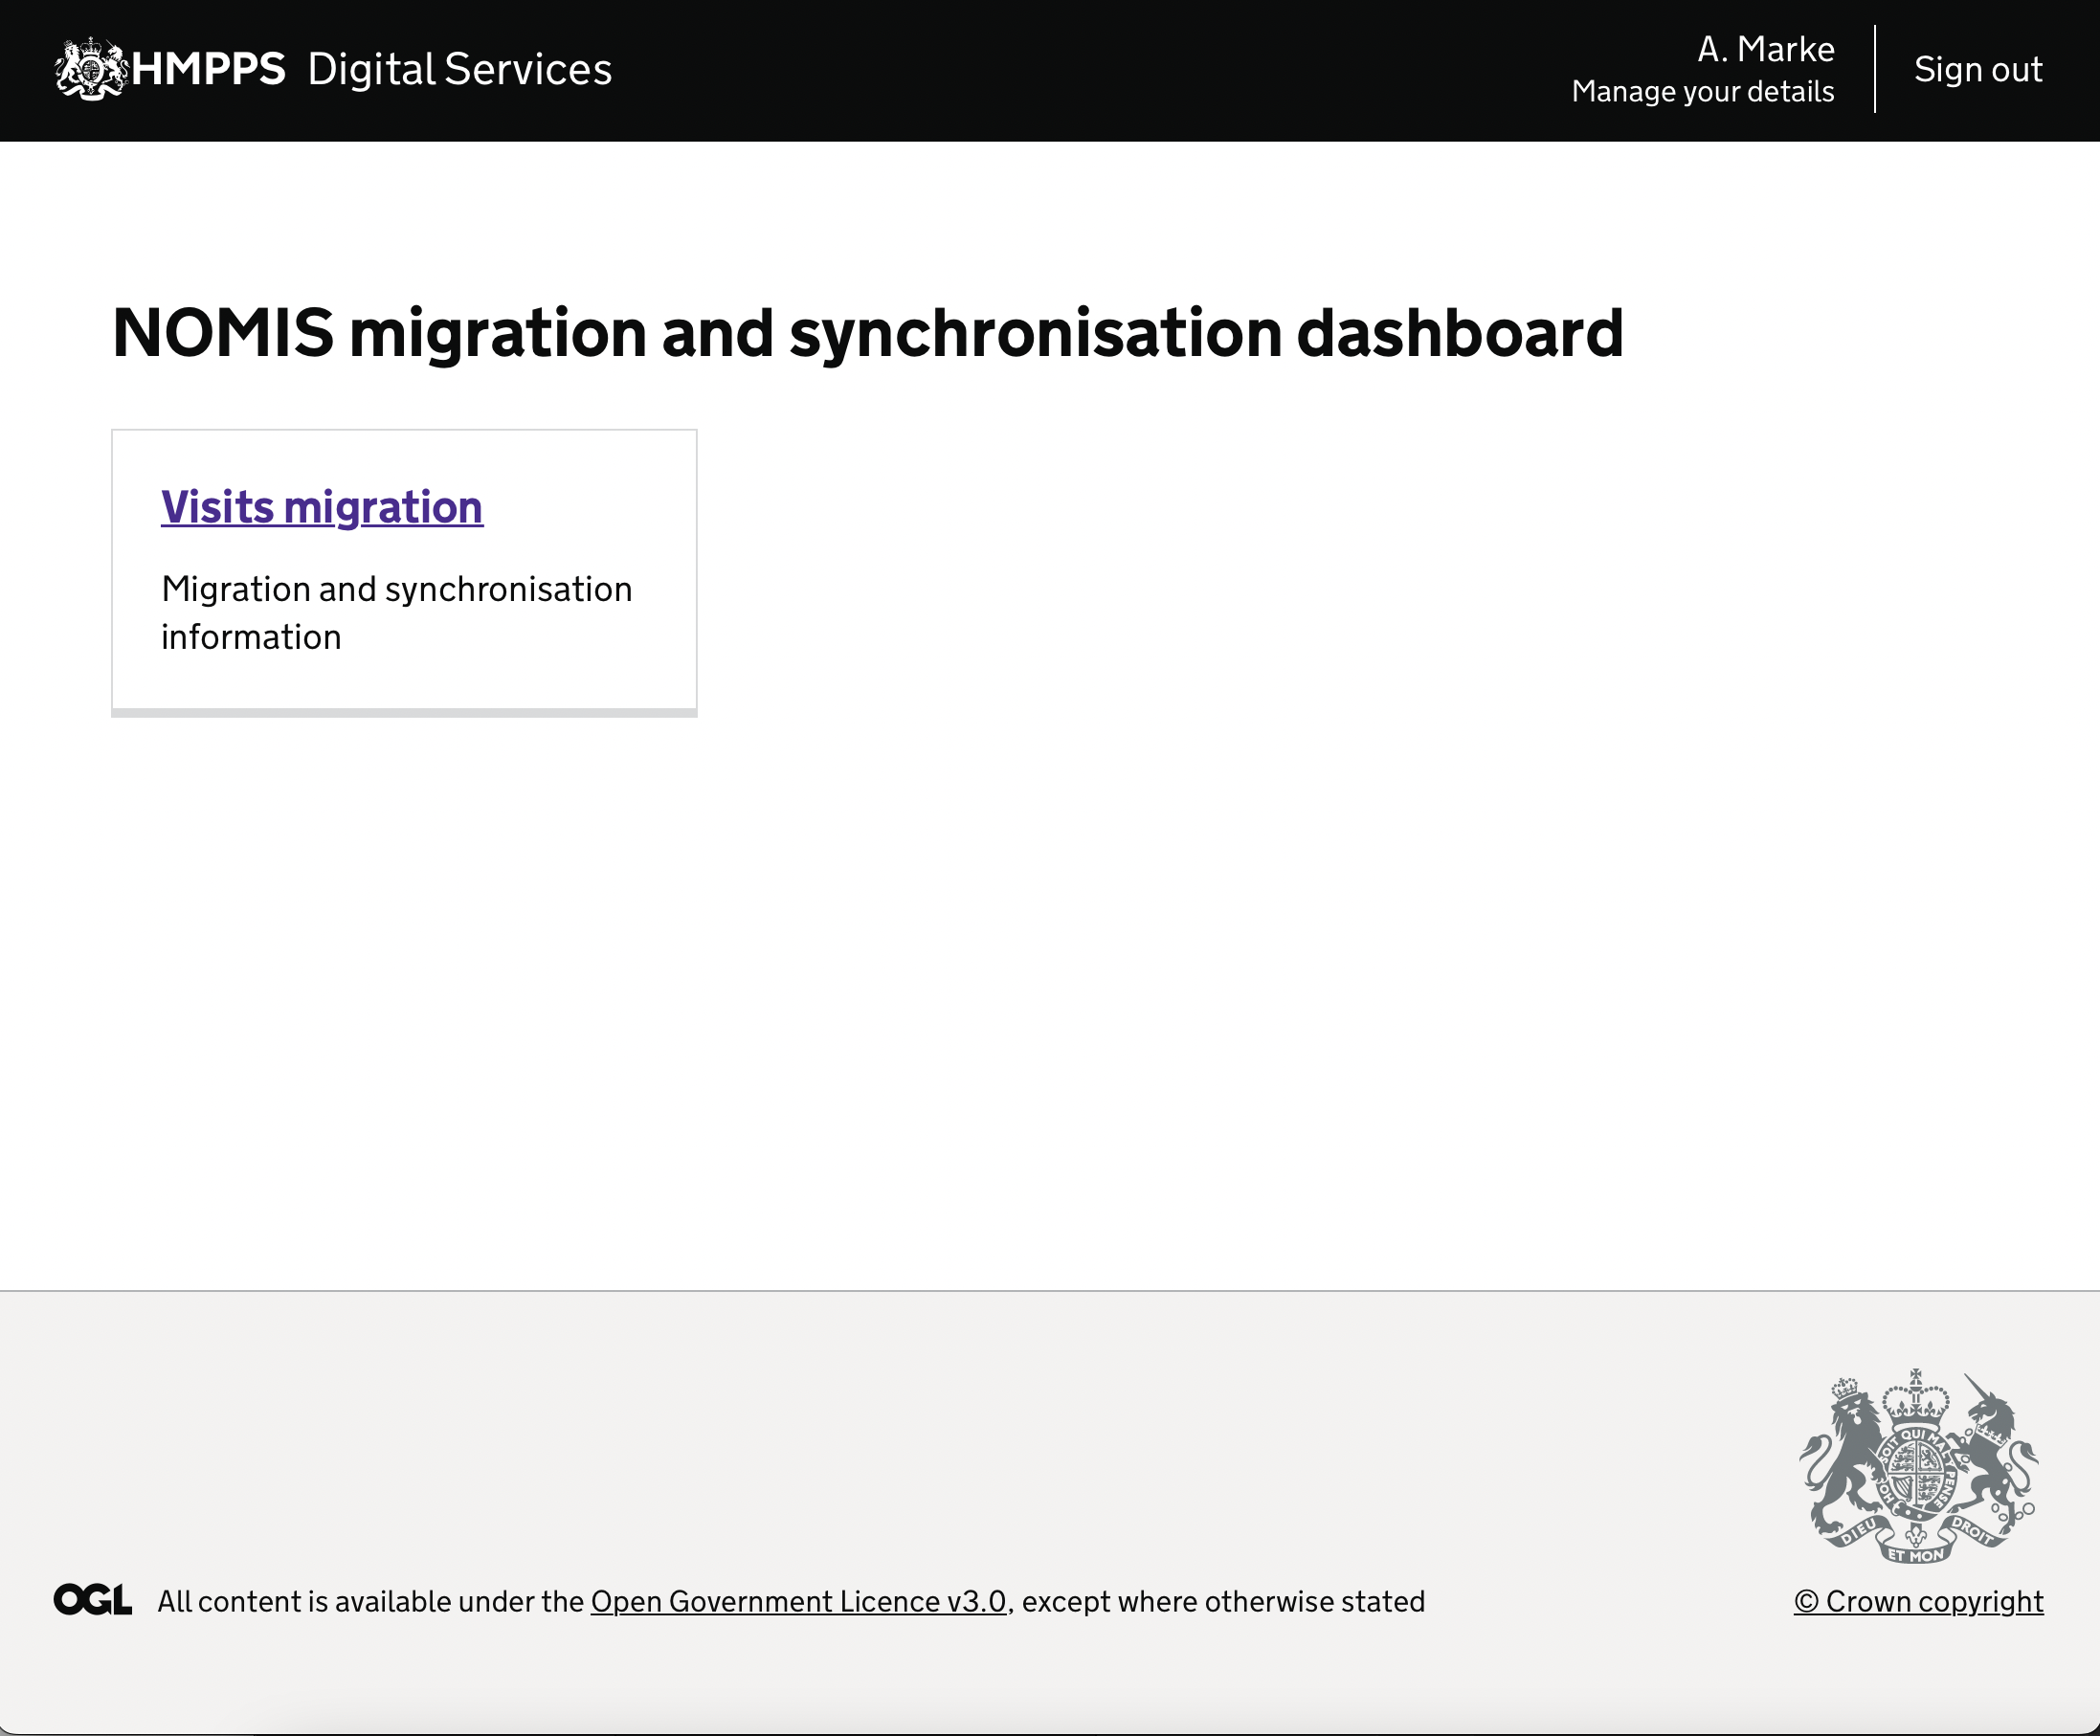 HMPPS Digital Services
A. Marke
Manage your details
Sign out
NOMIS migration and synchronisation dashboard
Visits migration
Migration and synchronisation
information
SOIT QUI MAL
PENSE
HO
DIEU
ET MON
DROIT
OGL All content is available under the Open Government Licence v3.0, except where otherwise stated
© Crown copyright